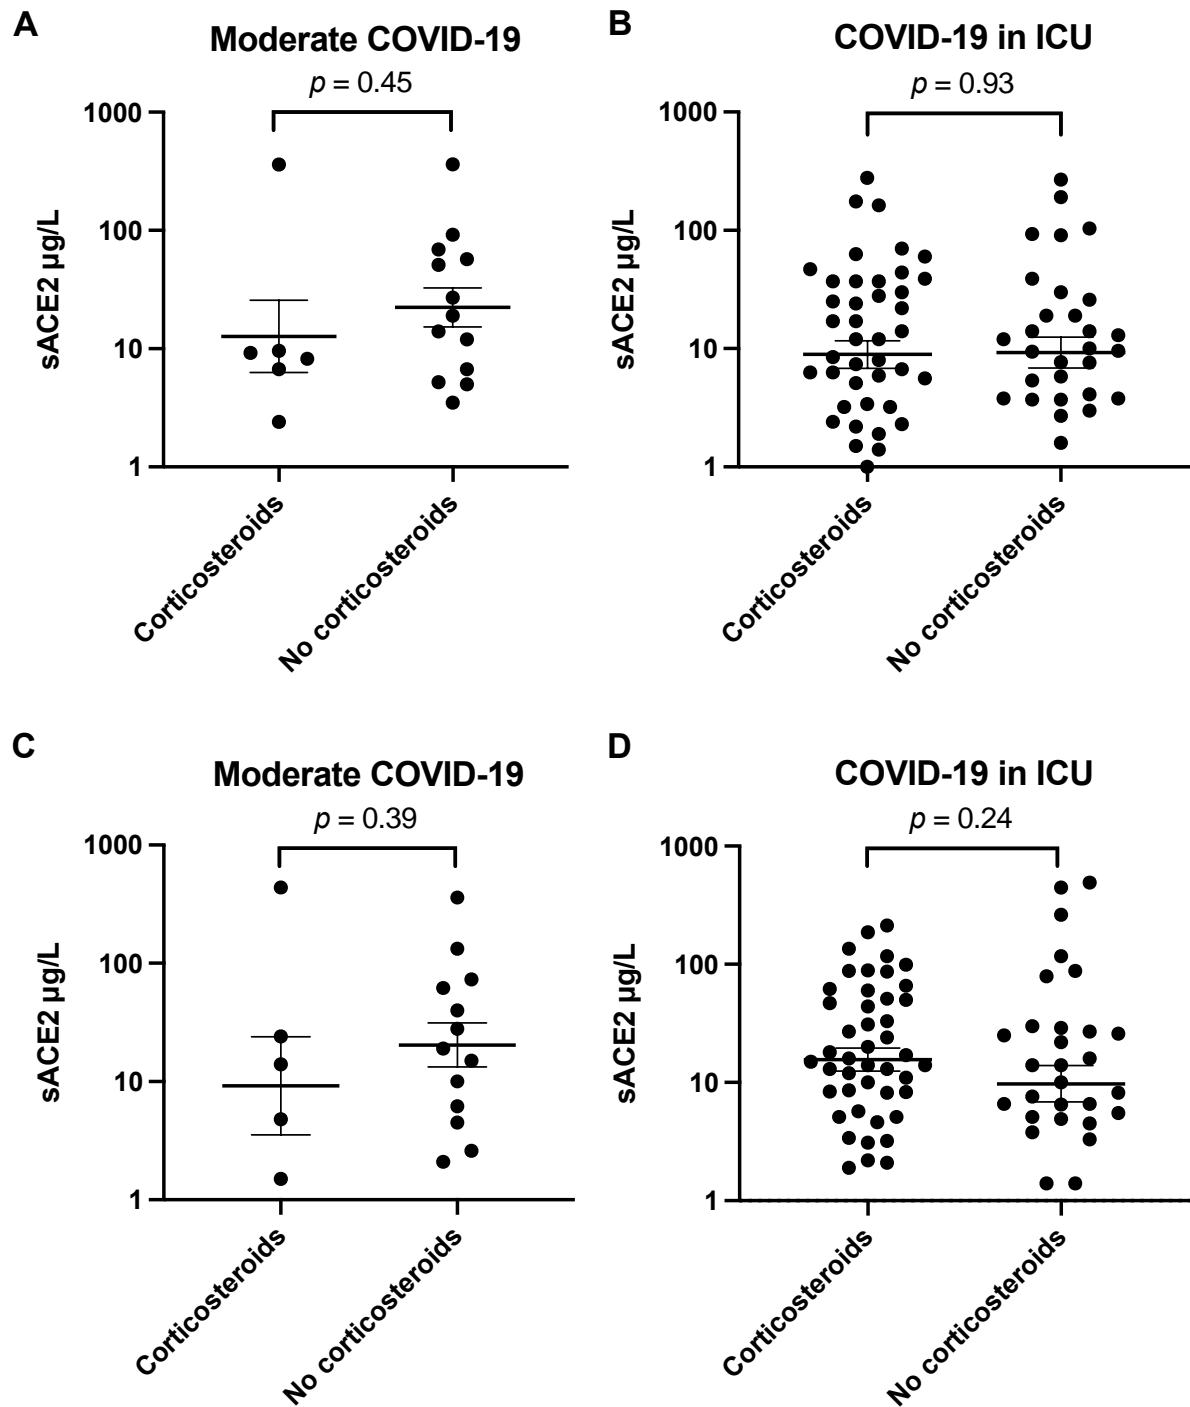 A
Moderate COVID-19
p = 0.45
1000
100
10
1
sACE2 µg/L
Corticosteroids
No corticosteroids
B
COVID-19 in ICU
p = 0.93
1000
100
10
1
sACE2 µg/L
Corticosteroids
No corticosteroids
C
Moderate COVID-19
p = 0.39
1000
100
10
1
sACE2 µg/L
Corticosteroids
No corticosteroids
D
COVID-19 in ICU
p = 0.24
1000
100
10
1
sACE2 µg/L
Corticosteroids
No corticosteroids